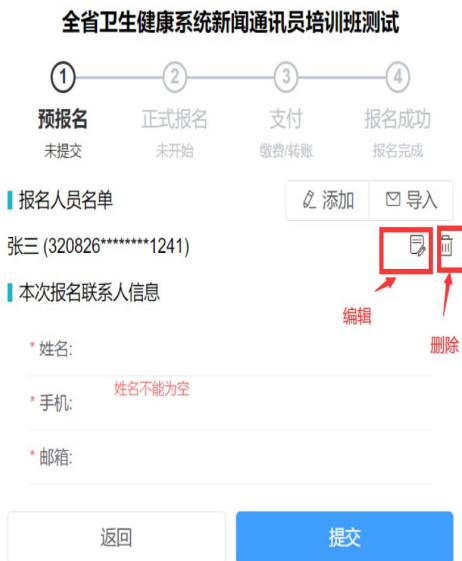 全省卫生健康系统新闻通讯员培训班测试
1 2 3 4
预报名 正式报名 支付 报名成功
未提交 未开始 缴费/转账 报名完成
报名人员名单 添加 导入
张三 (320826********1241)
本次报名联系人信息
编辑
删除
* 姓名:
姓名不能为空
* 手机:
* 邮箱:
返回 提交